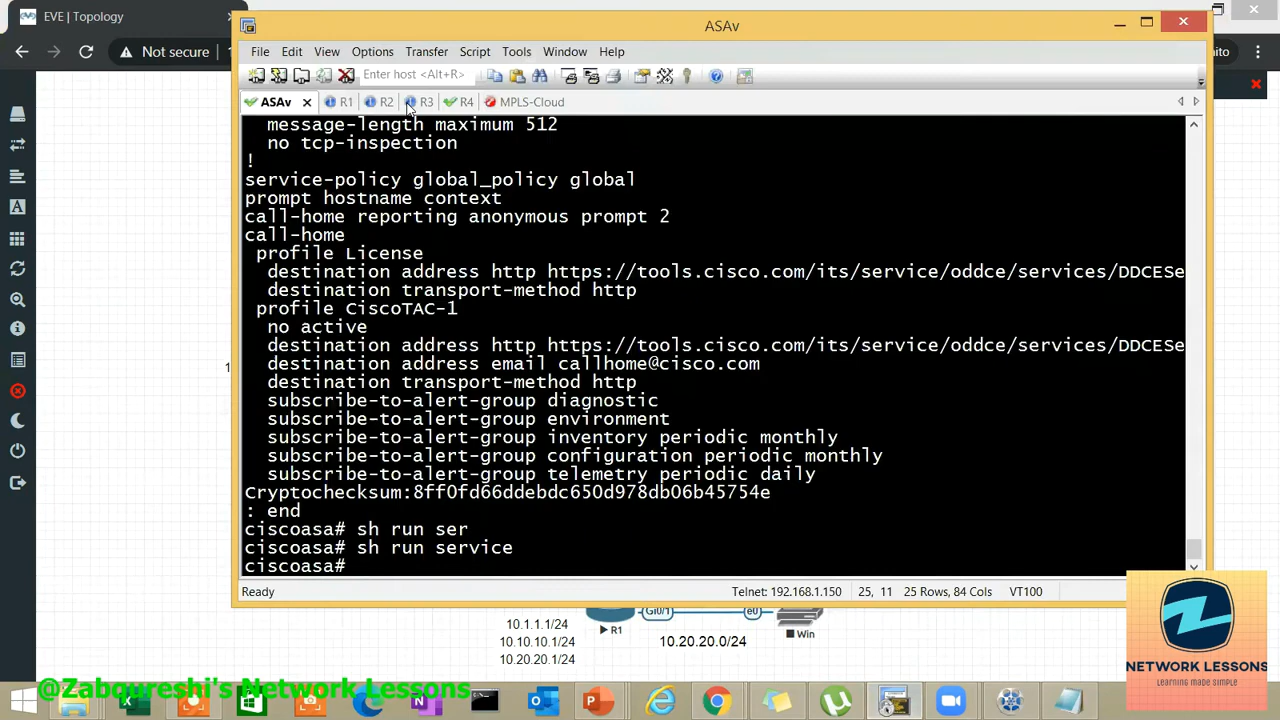 EVE | Topology
ASAv
Not secure
File Edit View Options Transfer Script Tools Window Help
Enter host <Alt+R>
ASAv R1 R2 R3 R4 MPLS-Cloud
message-length maximum 512
no tcp-inspection
!
service-policy global_policy global
prompt hostname context
call-home reporting anonymous prompt 2
call-home
profile License
destination address http https://tools.cisco.com/its/service/oddce/services/DDCESe
destination transport-method http
profile CiscoTAC-1
no active
destination address http https://tools.cisco.com/its/service/oddce/services/DDCESe
destination address email callhome@cisco.com
destination transport-method http
subscribe-to-alert-group diagnostic
subscribe-to-alert-group environment
subscribe-to-alert-group inventory periodic monthly
subscribe-to-alert-group configuration periodic monthly
subscribe-to-alert-group telemetry periodic daily
Cryptochecksum:8ff0fd66ddebdc650d978db06b45754e
: end
ciscoasa# sh run ser
ciscoasa# sh run service
ciscoasa#
Ready Telnet: 192.168.1.150 25, 11 25 Rows, 84 Cols VT100
Gi0/1 e0
10.1.1.1/24
R1
10.10.10.1/24
10.20.20.0/24
Win
10.20.20.1/24
NETWORK LESSONS
LEARNING MADE SIMPLE
@Zaboureshi's Network Lessons